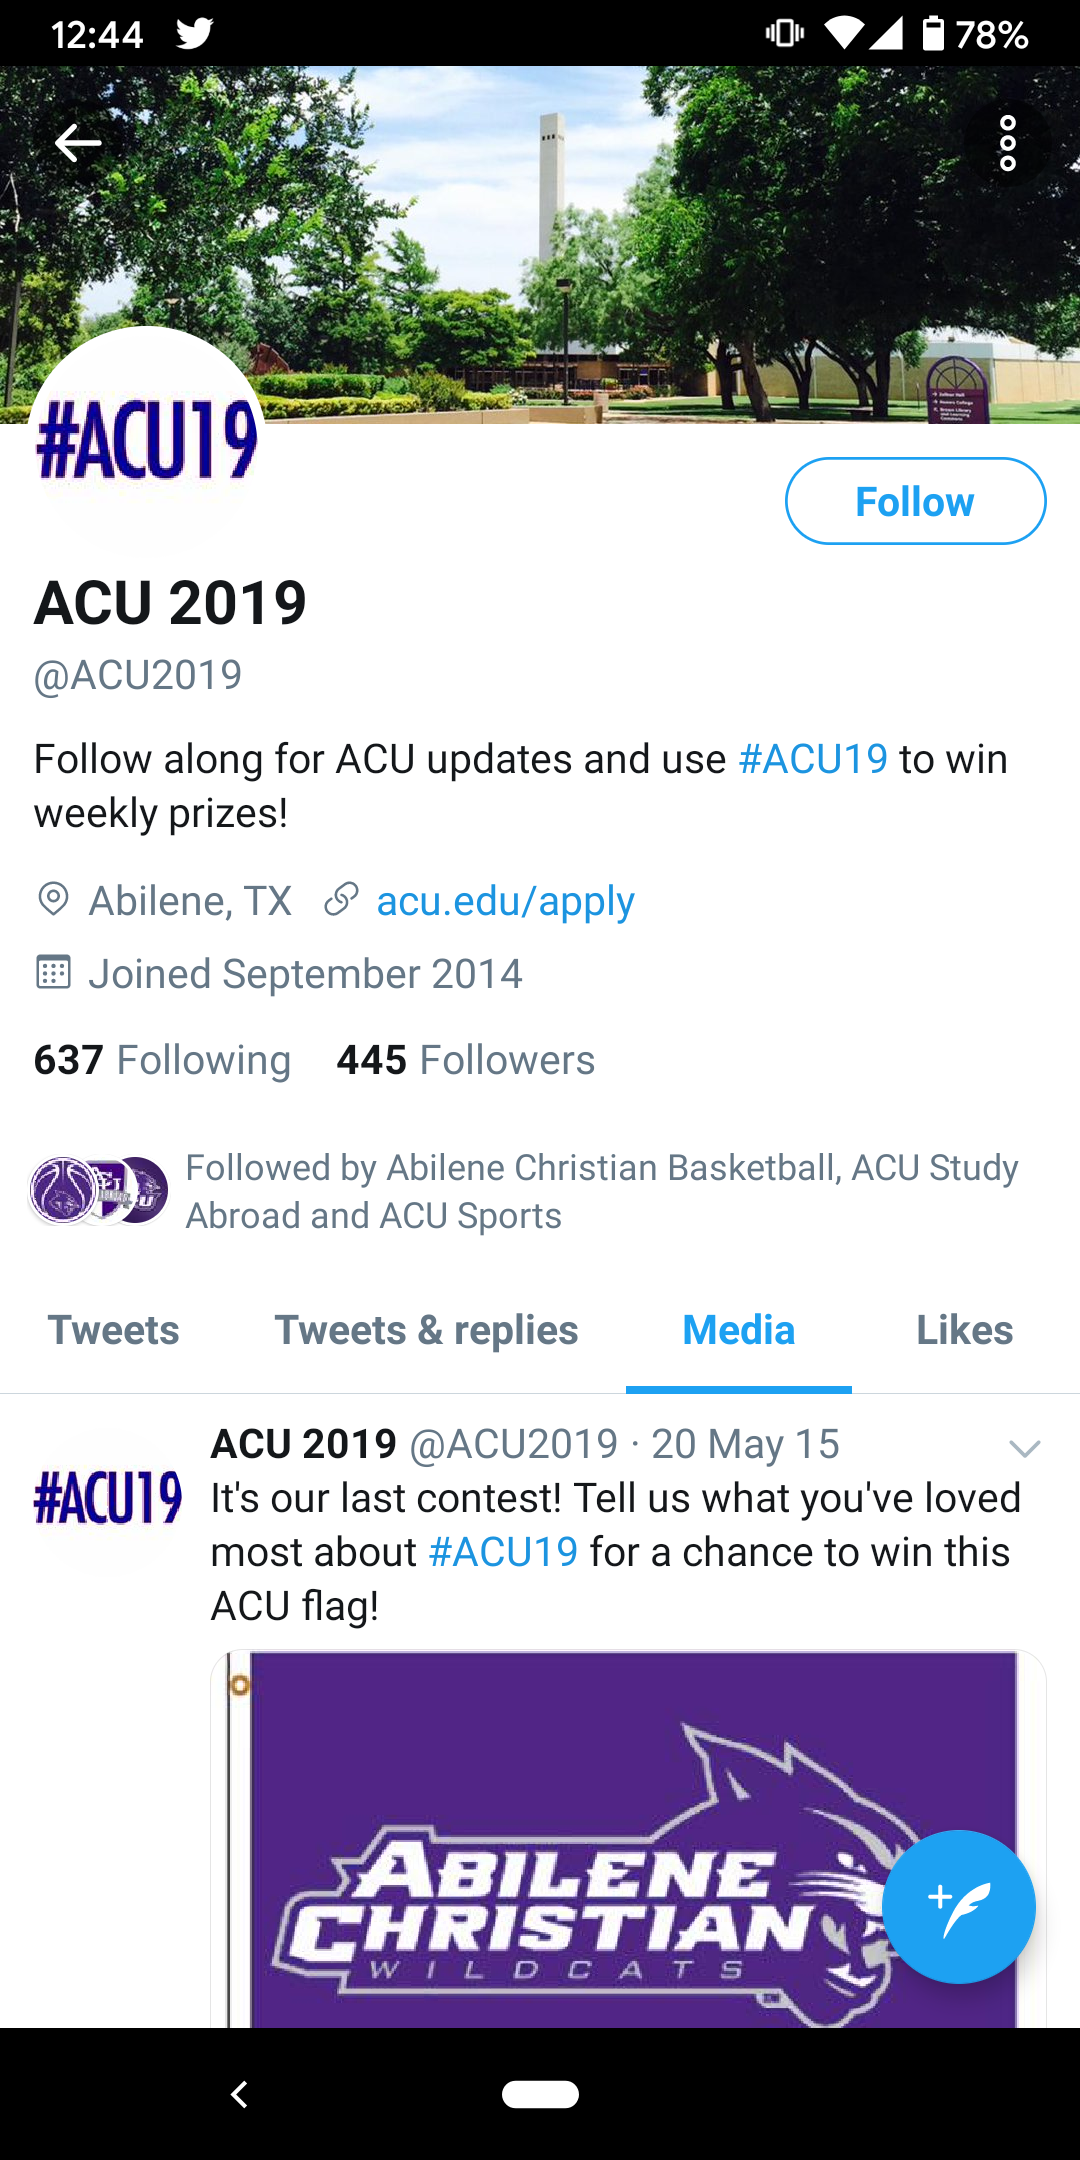 12:44
78%
#ACU19
Follow
ACU 2019
@ACU2019
Follow along for ACU updates and use #ACU19 to win
weekly prizes!
Abilene, TX acu.edu/apply
Joined September 2014
637 Following 445 Followers
Followed by Abilene Christian Basketball, ACU Study
Abroad and ACU Sports
Tweets Tweets & replies Media Likes
ACU 2019 @ACU2019 · 20 May 15
#ACU19
It's our last contest! Tell us what you've loved
most about #ACU19 for a chance to win this
ACU flag!
ABILENE
CHRISTIAN
WILDCATS